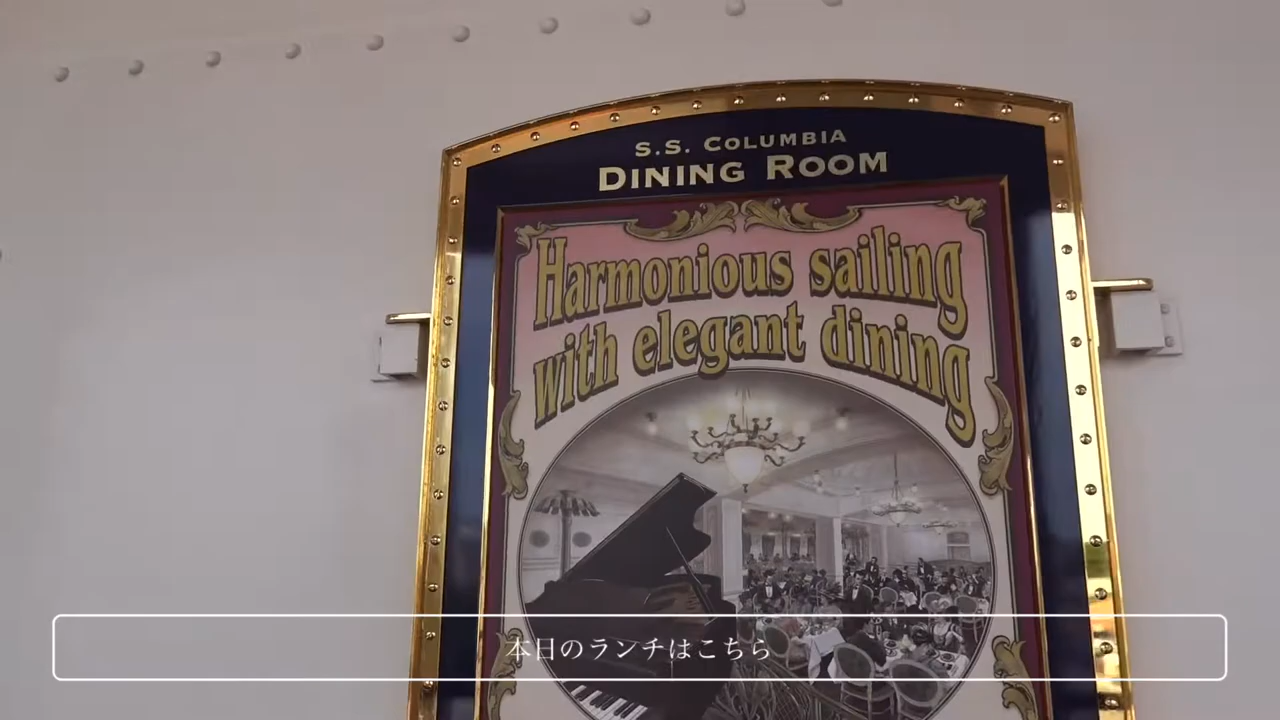 S.S. COLUMBIA
DINING ROOM
Harmonious sailing
with elegant dining
本日のランチはこちら